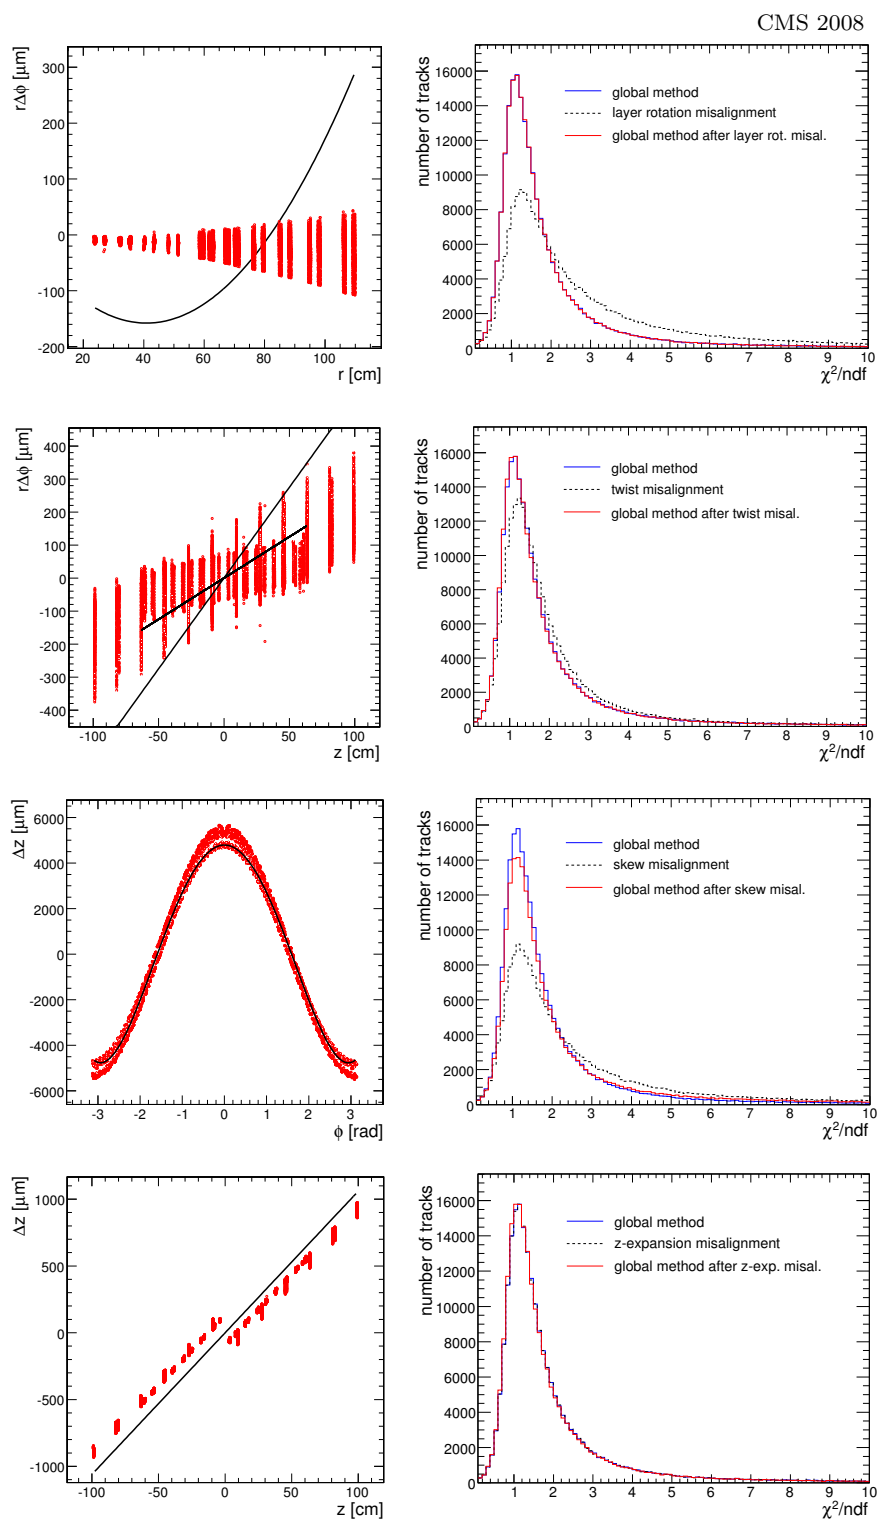 CMS 2008
rΔϕ [μm]
300
200
100
0
-100
-200
20 40 60 80 100
r [cm]
number of tracks
16000
14000
12000
10000
8000
6000
4000
2000
0
global method
layer rotation misalignment
global method after layer rot. misal.
1 2 3 4 5 6 7 8 9 10
χ²/ndf
rΔϕ [μm]
400
300
200
100
0
-100
-200
-300
-400
-100 -50 0 50 100
z [cm]
number of tracks
16000
14000
12000
10000
8000
6000
4000
2000
0
global method
twist misalignment
global method after twist misal.
1 2 3 4 5 6 7 8 9 10
χ²/ndf
Δz [μm]
6000
4000
2000
0
-2000
-4000
-6000
-3 -2 -1 0 1 2 3
ϕ [rad]
number of tracks
16000
14000
12000
10000
8000
6000
4000
2000
0
global method
skew misalignment
global method after skew misal.
1 2 3 4 5 6 7 8 9 10
χ²/ndf
Δz [μm]
1000
500
0
-500
-1000
-100 -50 0 50 100
z [cm]
number of tracks
16000
14000
12000
10000
8000
6000
4000
2000
0
global method
z-expansion misalignment
global method after z-exp. misal.
1 2 3 4 5 6 7 8 9 10
χ²/ndf